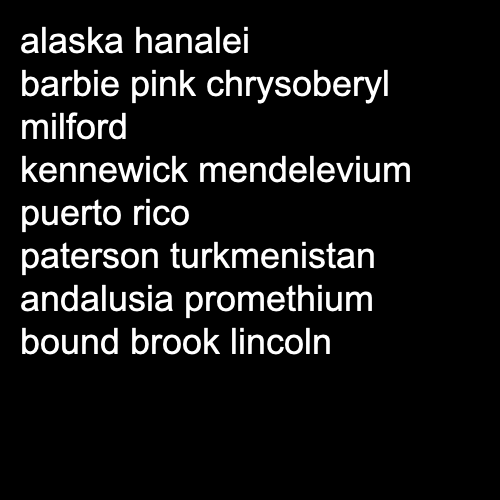 alaska hanalei
barbie pink chrysoberyl
milford
kennewick mendelevium
puerto rico
paterson turkmenistan
andalusia promethium
bound brook lincoln